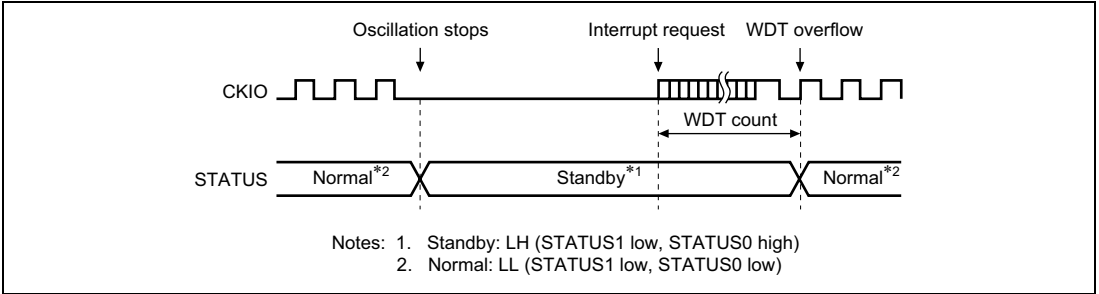 Oscillation stops Interrupt request WDT overflow
CKIO
WDT count
STATUS Normal*2 Standby*1 Normal*2
Notes: 1. Standby: LH (STATUS1 low, STATUS0 high)
2. Normal: LL (STATUS1 low, STATUS0 low)